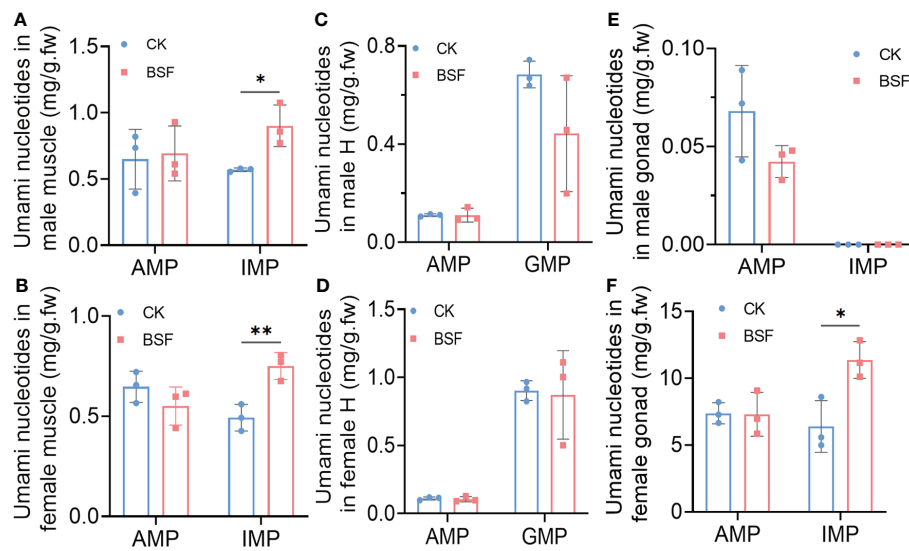 A
Umami nucleotides in
male muscle (mg/g.fw)
1.5
1.0
0.5
0.0
CK
BSF
*
AMP
IMP
C
Umami nucleotides
in male H (mg/g.fw)
0.8
0.4
0.0
CK
BSF
AMP
GMP
E
Umami nucleotides
in male gonad (mg/g.fw)
0.10
0.05
0.00
CK
BSF
AMP
IMP
B
Umami nucleotides in
female muscle (mg/g.fw)
1.0
0.5
0.0
CK
BSF
**
AMP
IMP
D
Umami nucleotides
in female H (mg/g.fw)
1.5
1.0
0.5
0.0
CK
BSF
AMP
GMP
F
Umami nucleotides in
female gonad (mg/g.fw)
15
10
5
0
CK
BSF
*
AMP
IMP